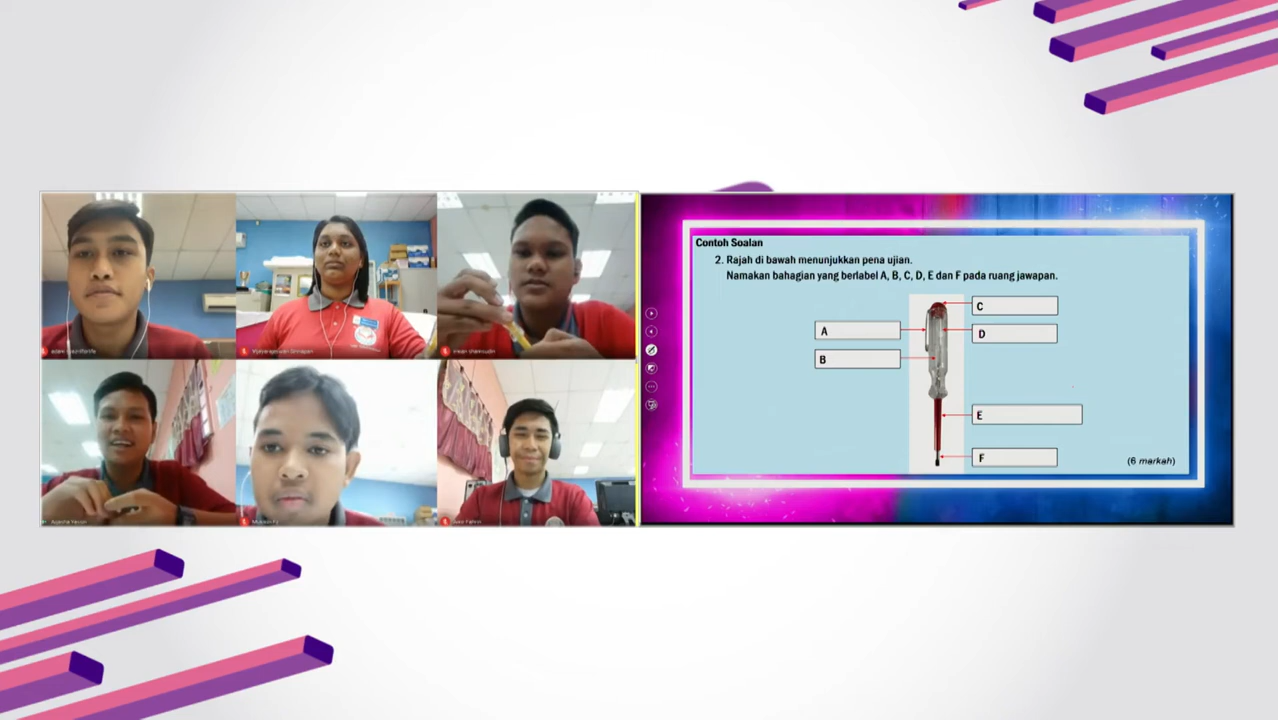 Contoh Soalan
2. Rajah di bawah menunjukkan pena ujian.
Namakan bahagian yang berlabel A, B, C, D, E dan F pada ruang jawapan.
C
A
D
B
E
F
(6 markah)